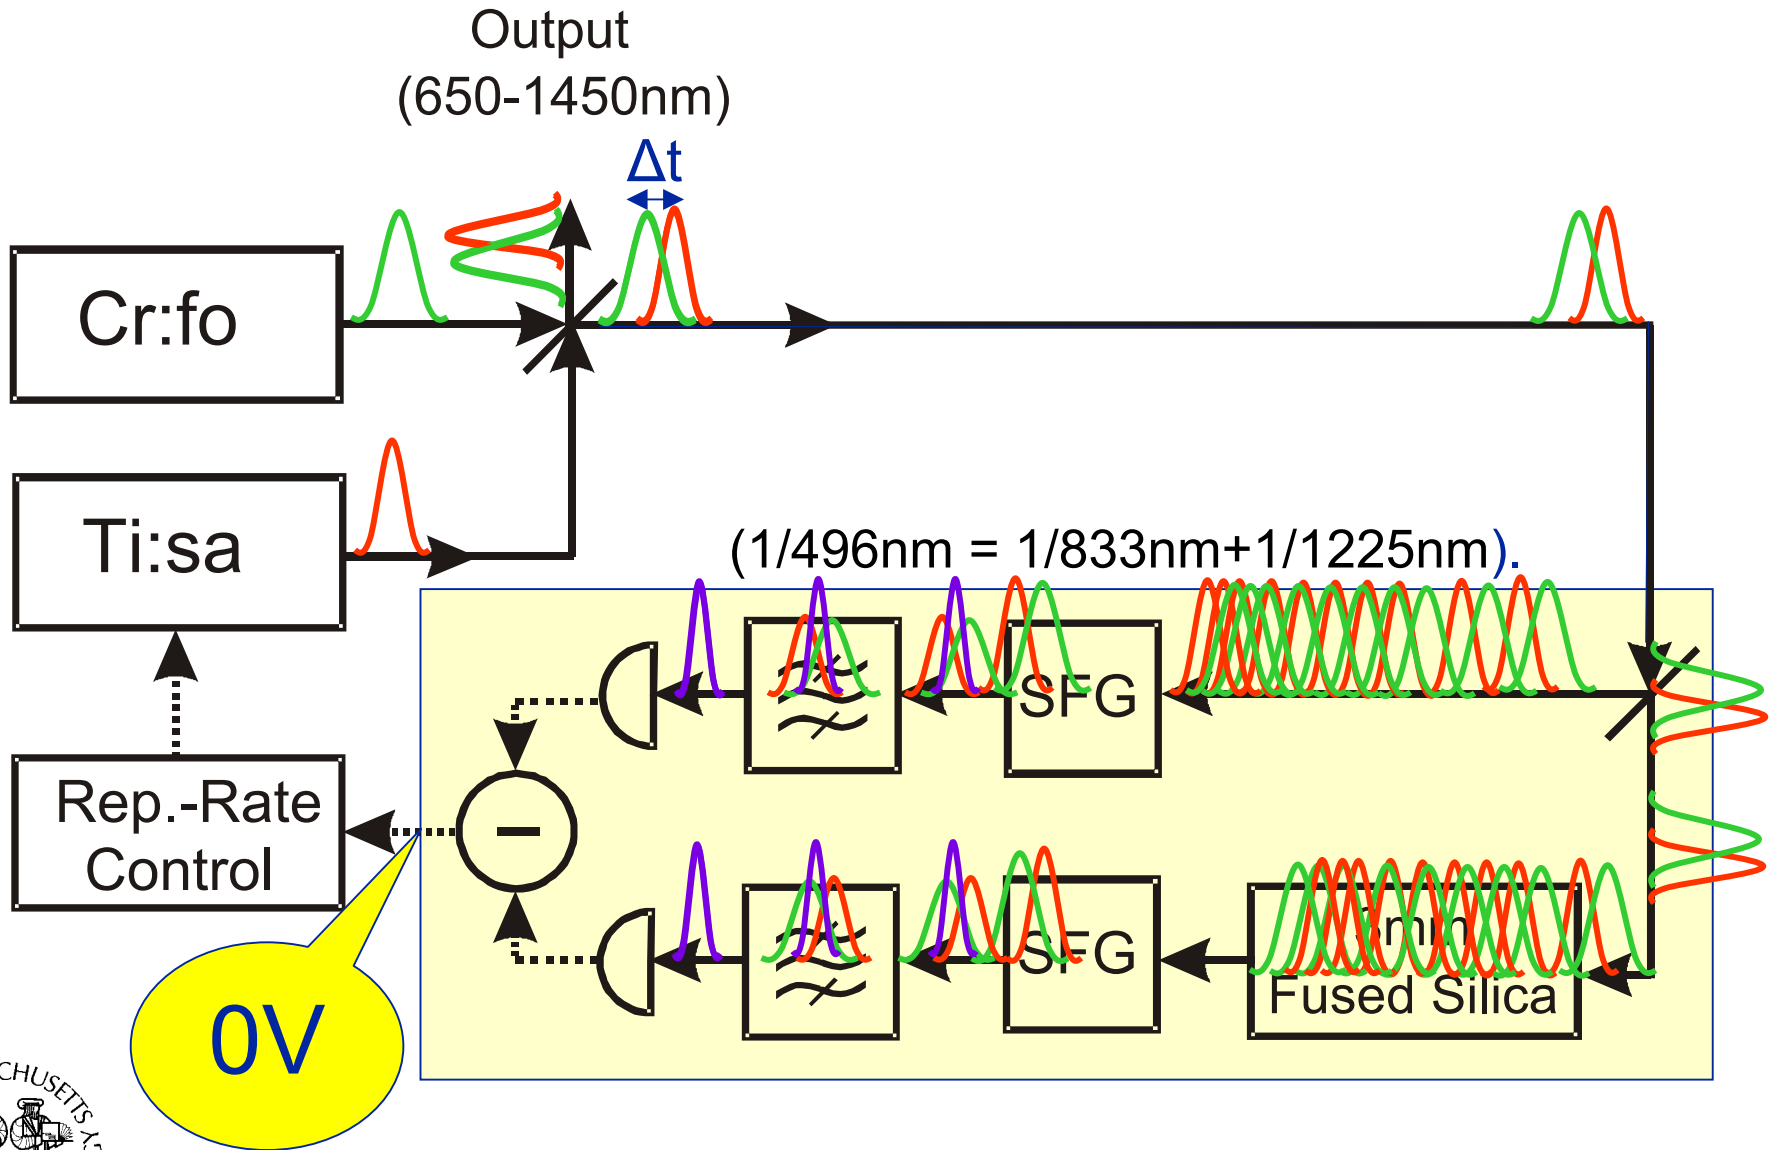 Output
(650-1450nm)
Δt
Cr:fo
Ti:sa
(1/496nm = 1/833nm+1/1225nm).
SFG
Rep.-Rate
Control
SFG
Fused Silica
0V
CHUSETTS